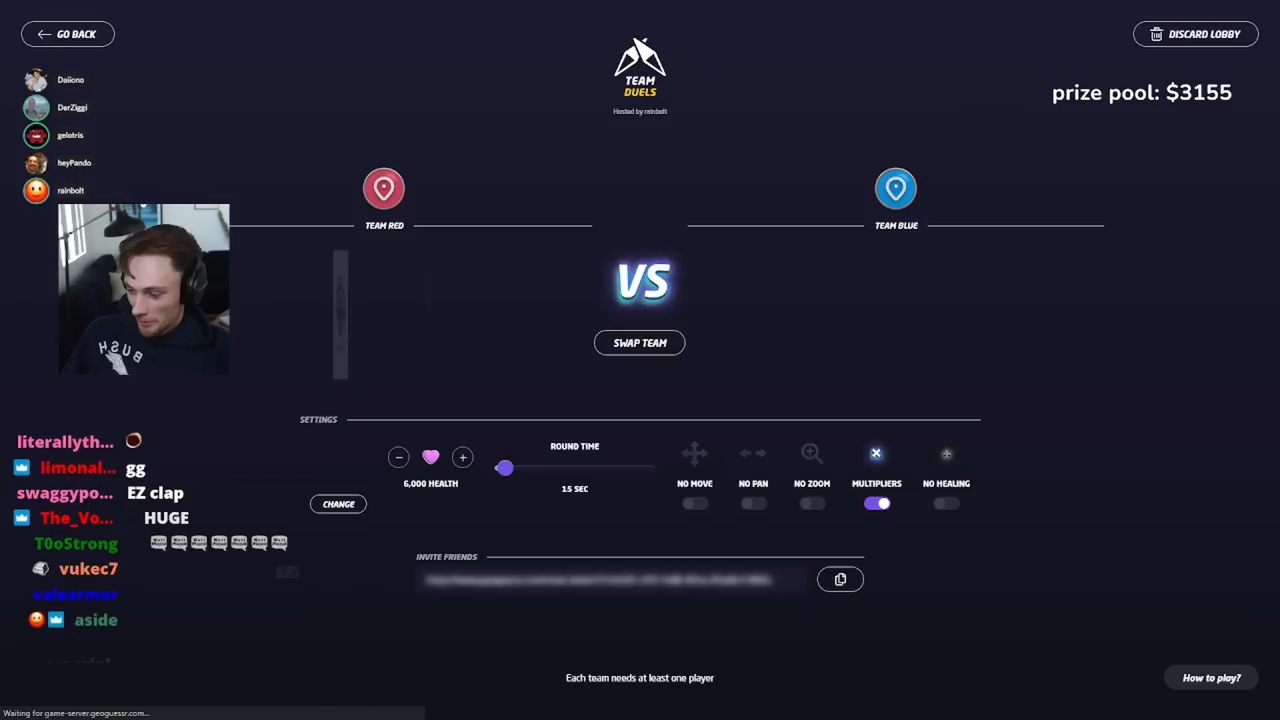 GO BACK
DISCARD LOBBY
TEAM
DUELS
Hosted by rainbolt
prize pool: $3155
Daiiono
DerZiggi
gelotris
heyPando
rainbolt
TEAM RED
TEAM BLUE
VS
SWAP TEAM
BUSH
SETTINGS
ROUND TIME
6,000 HEALTH
15 SEC
NO MOVE
NO PAN
NO ZOOM
MULTIPLIERS
NO HEALING
CHANGE
literallyth...
limonal... gg
swaggypo... EZ clap
The_Vo... HUGE
T0oStrong
vukec7
valearmor
aside
INVITE FRIENDS
Each team needs at least one player
How to play?
Waiting for game-server.geoguessr.com...